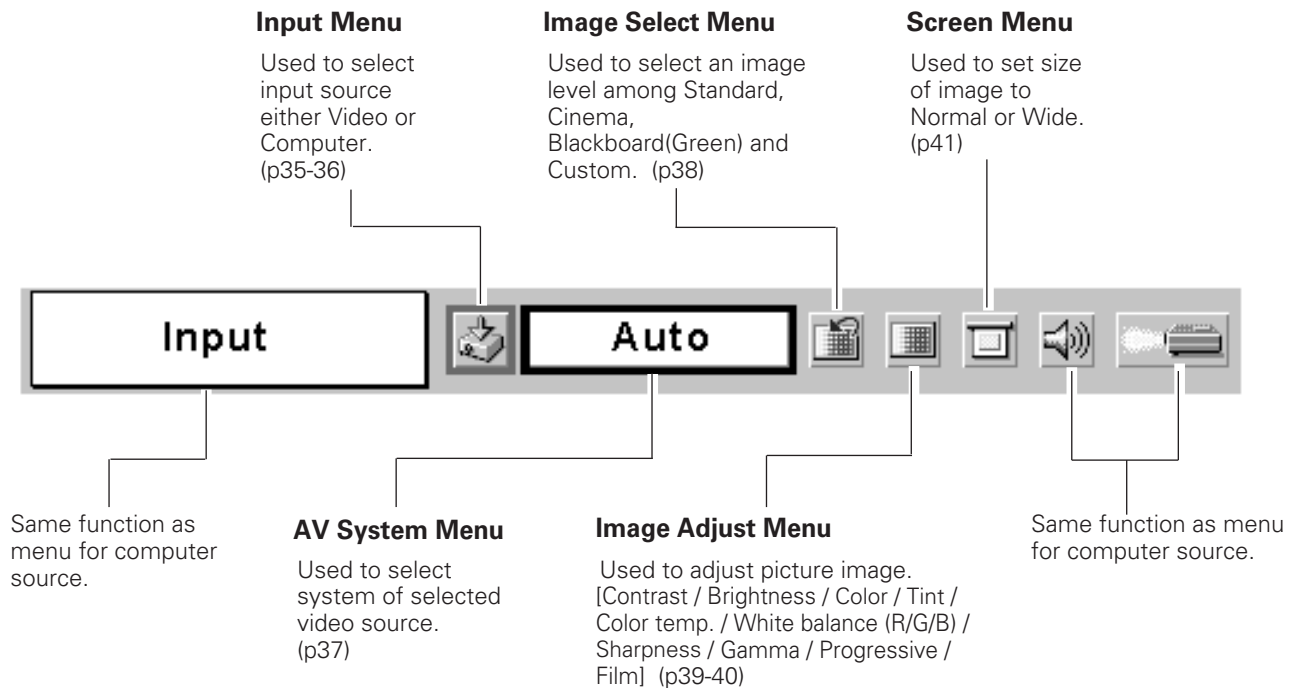 Input Menu
Used to select
input source
either Video or
Computer.
(p35-36)
Image Select Menu
Used to select an image
level among Standard,
Cinema,
Blackboard(Green) and
Custom. (p38)
Screen Menu
Used to set size
of image to
Normal or Wide.
(p41)
Input
Auto
Same function as
menu for computer
source.
AV System Menu
Used to select
system of selected
video source.
(p37)
Image Adjust Menu
Used to adjust picture image.
[Contrast / Brightness / Color / Tint /
Color temp. / White balance (R/G/B) /
Sharpness / Gamma / Progressive /
Film] (p39-40)
Same function as menu
for computer source.